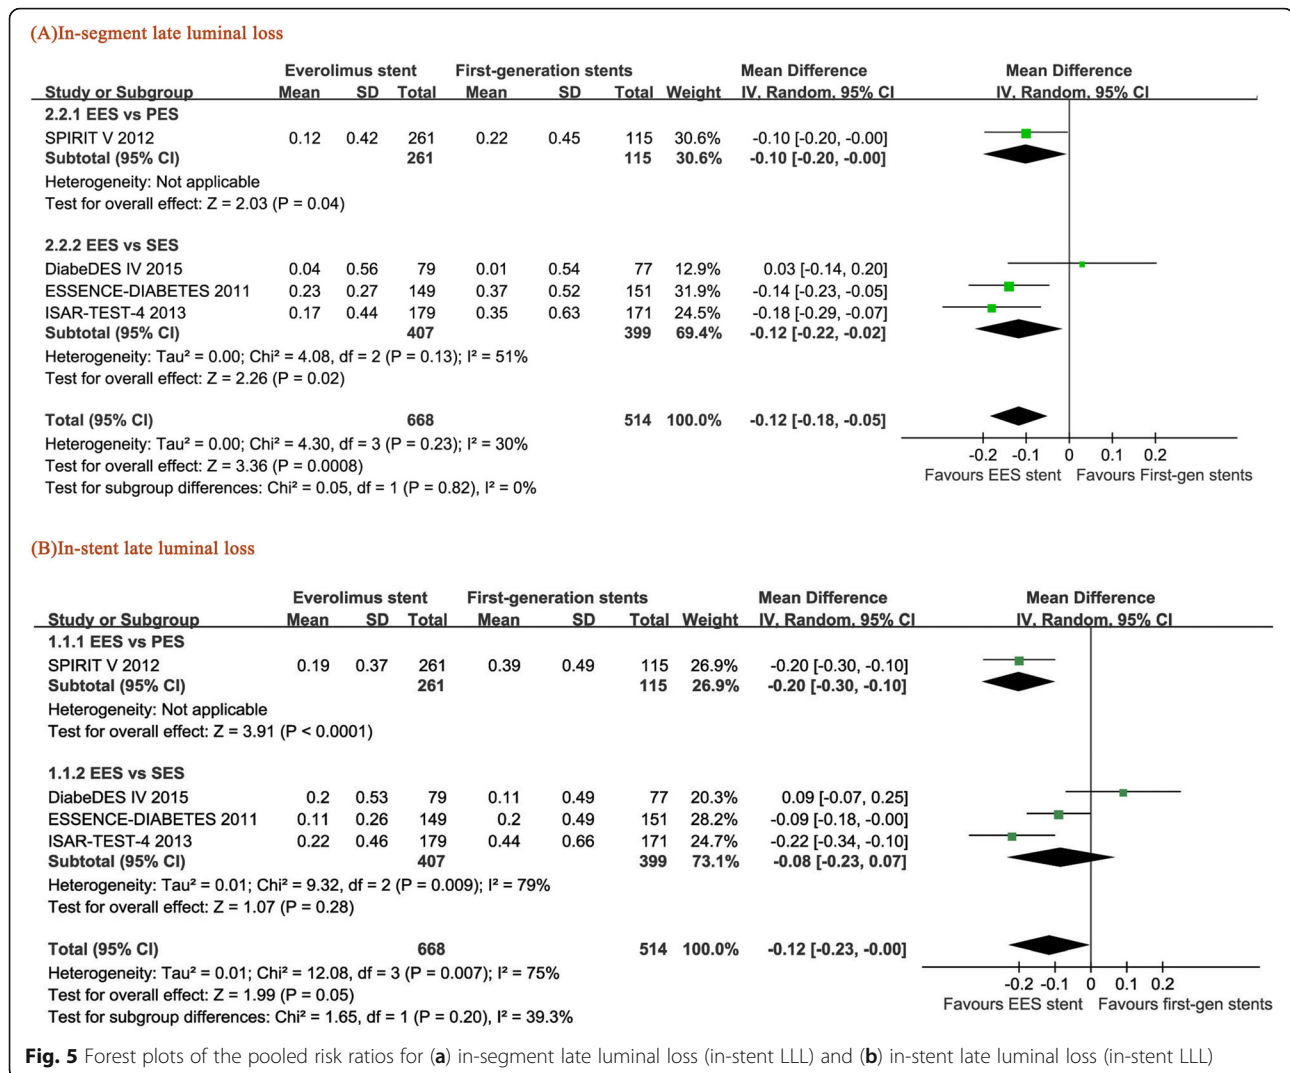 (A)In-segment late luminal loss
Everolimus stent First-generation stents Mean Difference Mean Difference
Study or Subgroup Mean SD Total Mean SD Total Weight IV, Random, 95% CI IV, Random, 95% CI
2.2.1 EES vs PES
SPIRIT V 2012 0.12 0.42 261 0.22 0.45 115 30.6% -0.10 [-0.20, -0.00]
Subtotal (95% CI) 261 115 30.6% -0.10 [-0.20, -0.00]
Heterogeneity: Not applicable
Test for overall effect: Z = 2.03 (P = 0.04)
2.2.2 EES vs SES
DiabeDES IV 2015 0.04 0.56 79 0.01 0.54 77 12.9% 0.03 [-0.14, 0.20]
ESSENCE-DIABETES 2011 0.23 0.27 149 0.37 0.52 151 31.9% -0.14 [-0.23, -0.05]
ISAR-TEST-4 2013 0.17 0.44 179 0.35 0.63 171 24.5% -0.18 [-0.29, -0.07]
Subtotal (95% CI) 407 399 69.4% -0.12 [-0.22, -0.02]
Heterogeneity: Tau² = 0.00; Chi² = 4.08, df = 2 (P = 0.13); I² = 51%
Test for overall effect: Z = 2.26 (P = 0.02)
Total (95% CI) 668 514 100.0% -0.12 [-0.18, -0.05]
Heterogeneity: Tau² = 0.00; Chi² = 4.30, df = 3 (P = 0.23); I² = 30%
Test for overall effect: Z = 3.36 (P = 0.0008)
Test for subgroup differences: Chi² = 0.05, df = 1 (P = 0.82), I² = 0%
-0.2 -0.1 0 0.1 0.2
Favours EES stent Favours First-gen stents
(B)In-stent late luminal loss
Everolimus stent First-generation stents Mean Difference Mean Difference
Study or Subgroup Mean SD Total Mean SD Total Weight IV, Random, 95% CI IV, Random, 95% CI
1.1.1 EES vs PES
SPIRIT V 2012 0.19 0.37 261 0.39 0.49 115 26.9% -0.20 [-0.30, -0.10]
Subtotal (95% CI) 261 115 26.9% -0.20 [-0.30, -0.10]
Heterogeneity: Not applicable
Test for overall effect: Z = 3.91 (P < 0.0001)
1.1.2 EES vs SES
DiabeDES IV 2015 0.2 0.53 79 0.11 0.49 77 20.3% 0.09 [-0.07, 0.25]
ESSENCE-DIABETES 2011 0.11 0.26 149 0.2 0.49 151 28.2% -0.09 [-0.18, -0.00]
ISAR-TEST-4 2013 0.22 0.46 179 0.44 0.66 171 24.7% -0.22 [-0.34, -0.10]
Subtotal (95% CI) 407 399 73.1% -0.08 [-0.23, 0.07]
Heterogeneity: Tau² = 0.01; Chi² = 9.32, df = 2 (P = 0.009); I² = 79%
Test for overall effect: Z = 1.07 (P = 0.28)
Total (95% CI) 668 514 100.0% -0.12 [-0.23, -0.00]
Heterogeneity: Tau² = 0.01; Chi² = 12.08, df = 3 (P = 0.007); I² = 75%
Test for overall effect: Z = 1.99 (P = 0.05)
Test for subgroup differences: Chi² = 1.65, df = 1 (P = 0.20), I² = 39.3%
-0.2 -0.1 0 0.1 0.2
Favours EES stent Favours first-gen stents
Fig. 5 Forest plots of the pooled risk ratios for (a) in-segment late luminal loss (in-stent LLL) and (b) in-stent late luminal loss (in-stent LLL)